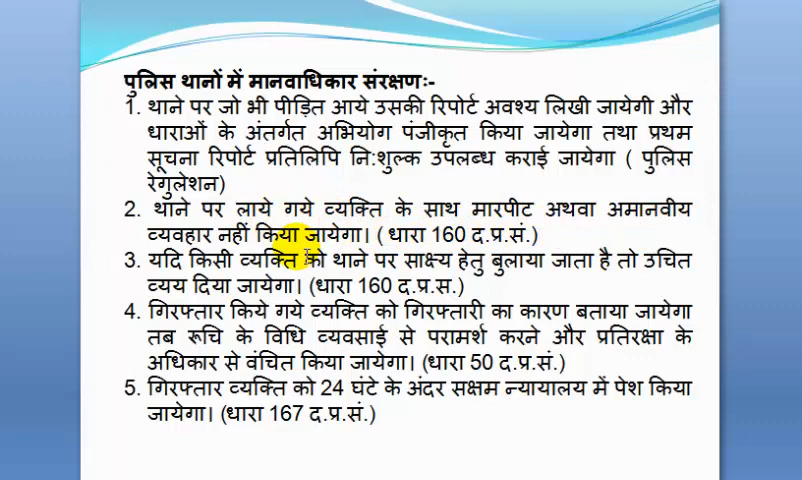 पुलिस थानों में मानवाधिकार संरक्षणः-
1. थाने पर जो भी पीड़ित आये उसकी रिपोर्ट अवश्य लिखी जायेगी और
धाराओं के अंतर्गत अभियोग पंजीकृत किया जायेगा तथा प्रथम
सूचना रिपोर्ट प्रतिलिपि नि:शुल्क उपलब्ध कराई जायेगा ( पुलिस
रेगुलेशन)
2. थाने पर लाये गये व्यक्ति के साथ मारपीट अथवा अमानवीय
व्यवहार नहीं किया जायेगा। ( धारा 160 द.प्र.सं.)
3. यदि किसी व्यक्ति को थाने पर साक्ष्य हेतु बुलाया जाता है तो उचित
व्यय दिया जायेगा। (धारा 160 द.प्र.स.)
4. गिरफ्तार किये गये व्यक्ति को गिरफ्तारी का कारण बताया जायेगा
तब रूचि के विधि व्यवसाई से परामर्श करने और प्रतिरक्षा के
अधिकार से वंचित किया जायेगा। (धारा 50 द.प्र.सं.)
5. गिरफ्तार व्यक्ति को 24 घंटे के अंदर सक्षम न्यायालय में पेश किया
जायेगा। (धारा 167 द.प्र.सं.)